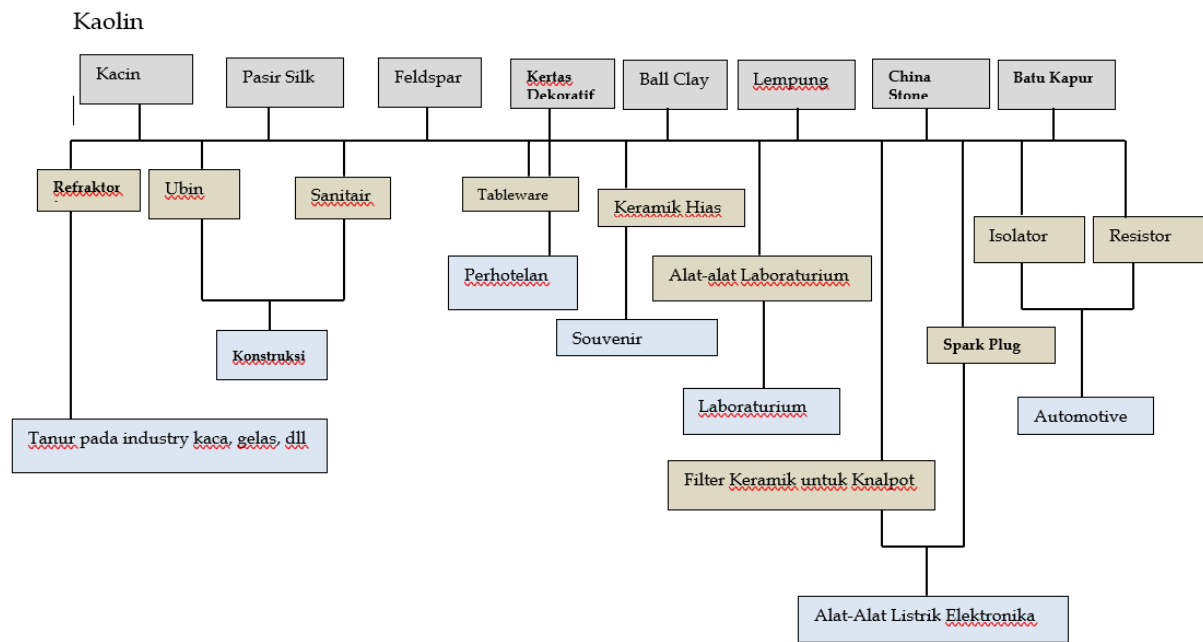 Kaolin
Kacin
Pasir Silk
Feldspar
Kertas
Dekoratif
Ball Clay
Lempung
China
Stone
Batu Kapur
Refraktor
Ubin
Sanitair
Tableware
Keramik Hias
Isolator
Resistor
Perhotelan
Alat-alat Laboraturium
Souvenir
Konstruksi
Spark Plug
Laboraturium
Automotive
Tanur pada industry kaca, gelas, dll
Filter Keramik untuk Knalpot
Alat-Alat Listrik Elektronika